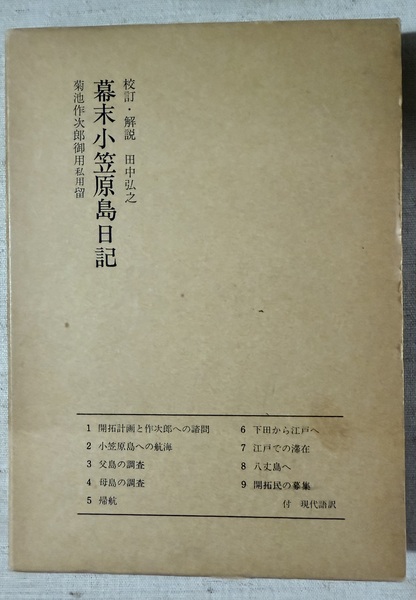 校訂・解説 田中弘之
幕末小笠原島日記
菊池作次郎御用私用留
1 開拓計画と作次郎への諮問
2 小笠原島への航海
3 父島の調査
4 母島の調査
5 帰航
6 下田から江戸へ
7 江戸での滞在
8 八丈島へ
9 開拓民の募集
付 現代語訳